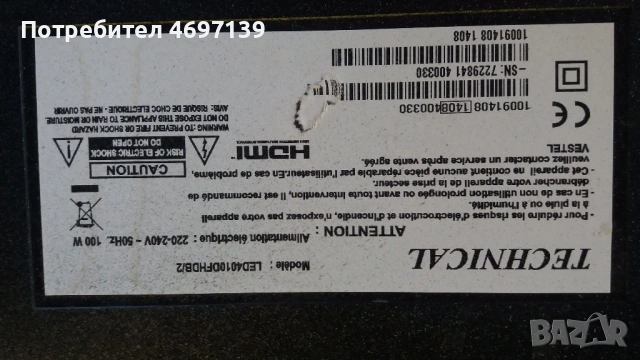 Потребител 4697139
TECHNICAL
Modèle : LED4010DFHDB/2
Alimentation électrique : 220-240V ~ 50Hz. 100 W
ATTENTION :
- Pour réduire les risques d'électrocution et d'incendie, n'exposez pas votre appareil
à la pluie ou à l'humidité.
- En cas de non utilisation prolongée ou avant toute intervention, il est recommandé de
débrancher votre appareil de la prise de secteur.
- Cet appareil ne contient aucune pièce réparable par l'utilisateur. En cas de problème,
veuillez contacter un service après vente agréé.
VESTEL
CAUTION
RISK OF ELECTRIC SHOCK
DO NOT OPEN
HDMI
WARNING: TO PREVENT FIRE OR SHOCK HAZARD
DO NOT EXPOSE THIS APPLIANCE TO RAIN OR MOISTURE
AVIS: RISQUE DE CHOC ELECTRIQUE - NE PAS OUVRIR
CE
10091408 1408 400330
~SN: 7229841 400330
10091408 1408
BAZAR